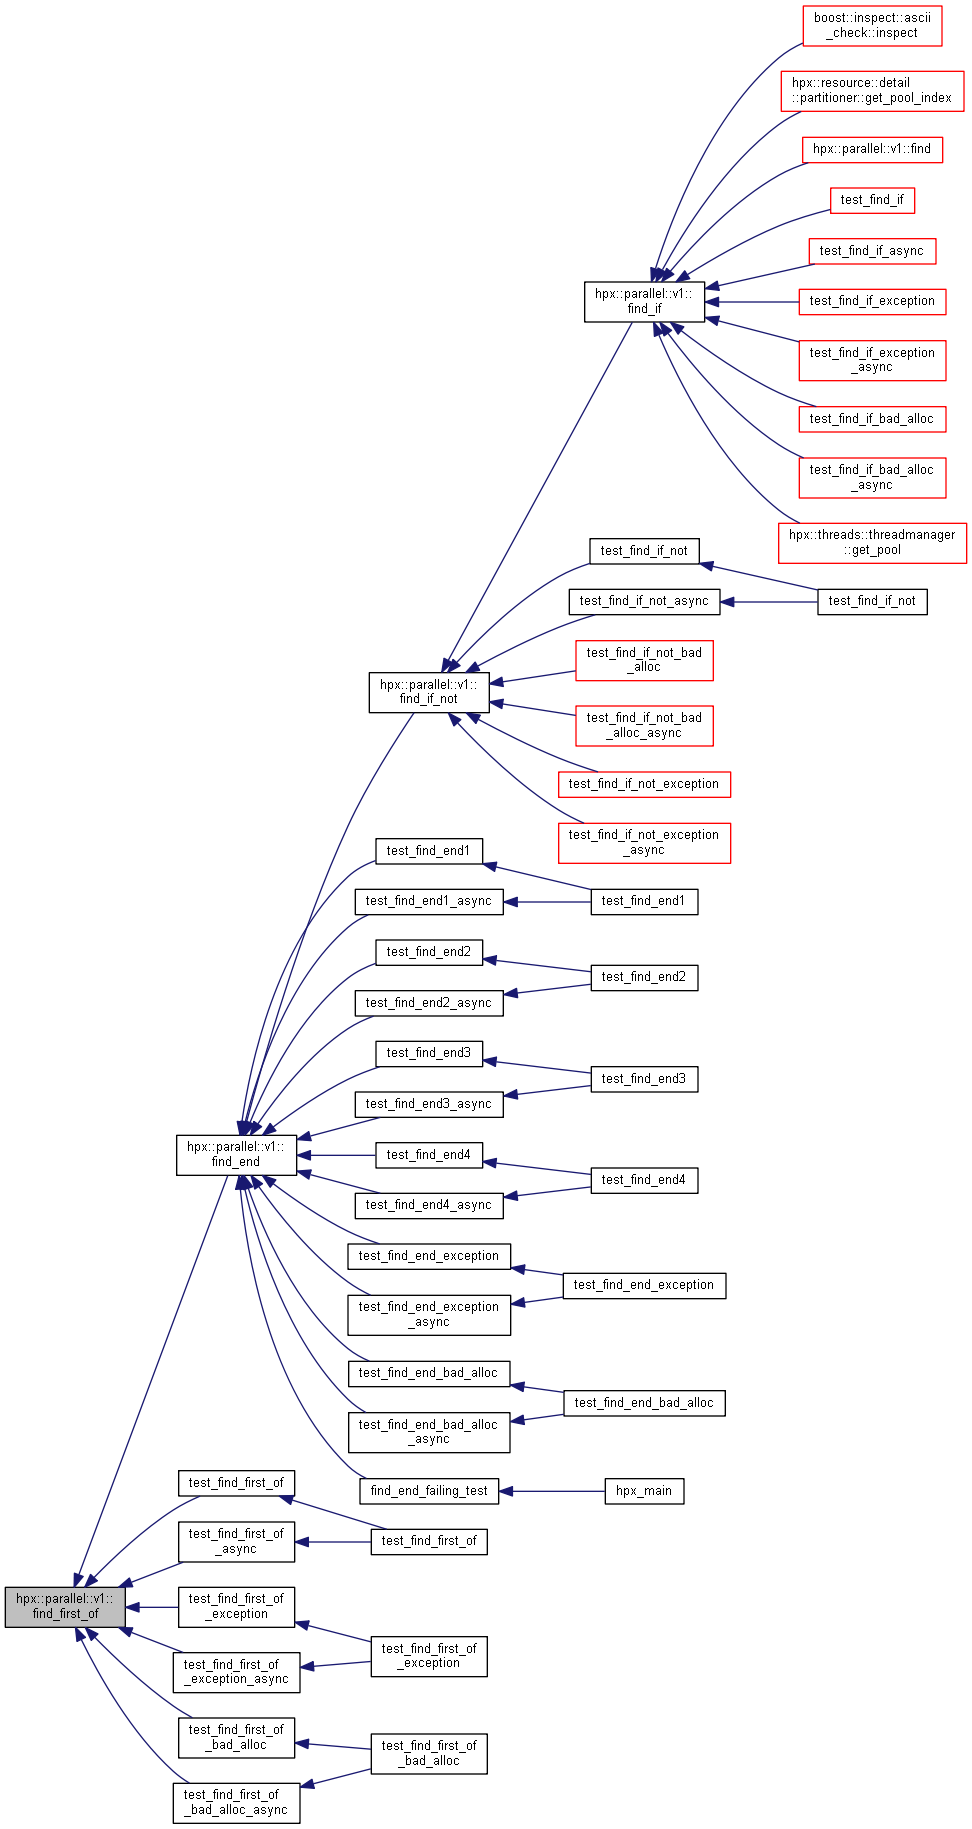 boost::inspect::ascii
_check::inspect
hpx::resource::detail
::partitioner::get_pool_index
hpx::parallel::v1::find
test_find_if
test_find_if_async
hpx::parallel::v1::
find_if
test_find_if_exception
test_find_if_exception
_async
test_find_if_bad_alloc
test_find_if_bad_alloc
_async
hpx::threads::threadmanager
::get_pool
test_find_if_not
test_find_if_not_async
test_find_if_not
test_find_if_not_bad
_alloc
hpx::parallel::v1::
find_if_not
test_find_if_not_bad
_alloc_async
test_find_if_not_exception
test_find_if_not_exception
_async
test_find_end1
test_find_end1_async
test_find_end1
test_find_end2
test_find_end2
test_find_end2_async
test_find_end3
test_find_end3
test_find_end3_async
hpx::parallel::v1::
find_end
test_find_end4
test_find_end4
test_find_end4_async
test_find_end_exception
test_find_end_exception
test_find_end_exception
_async
test_find_end_bad_alloc
test_find_end_bad_alloc
test_find_end_bad_alloc
_async
find_end_failing_test
hpx_main
test_find_first_of
test_find_first_of
_async
test_find_first_of
hpx::parallel::v1::
find_first_of
test_find_first_of
_exception
test_find_first_of
_exception
test_find_first_of
_exception_async
test_find_first_of
_bad_alloc
test_find_first_of
_bad_alloc
test_find_first_of
_bad_alloc_async